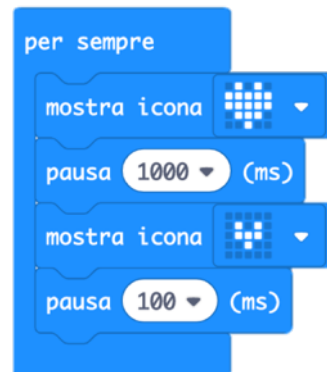 per sempre
mostra icona
pausa 1000 (ms)
mostra icona
pausa 100 (ms)